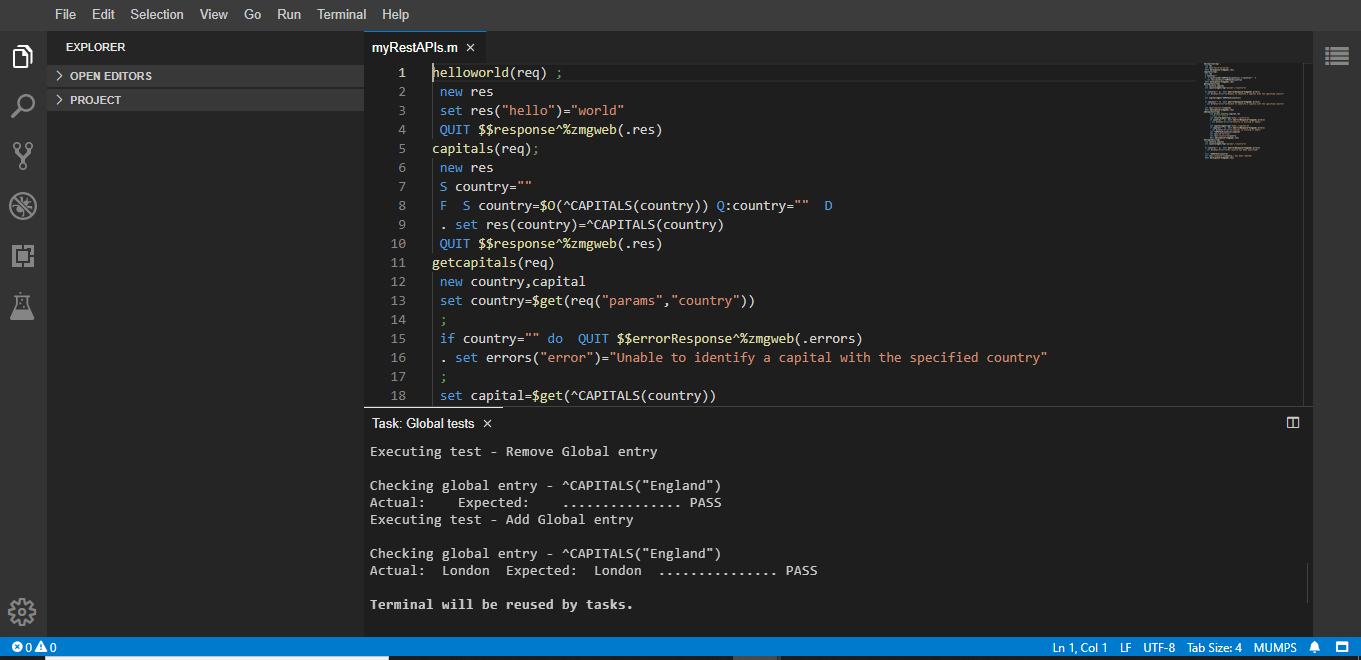 File Edit Selection View Go Run Terminal Help
EXPLORER
OPEN EDITORS
PROJECT
myRestAPIs.m ×
1 helloworld(req) ;
2 new res
3 set res("hello")="world"
4 QUIT $$response^%zmgweb(.res)
5 capitals(req);
6 new res
7 S country=""
8 F  S country=$O(^CAPITALS(country)) Q:country=""  D
9 . set res(country)=^CAPITALS(country)
10 QUIT $$response^%zmgweb(.res)
11 getcapitals(req)
12 new country,capital
13 set country=$get(req("params","country"))
14 ;
15 if country="" do  QUIT $$errorResponse^%zmgweb(.errors)
16 . set errors("error")="Unable to identify a capital with the specified country"
17 ;
18 set capital=$get(^CAPITALS(country))
Task: Global tests ×
Executing test - Remove Global entry
Checking global entry - ^CAPITALS("England")
Actual:    Expected:    ............... PASS
Executing test - Add Global entry
Checking global entry - ^CAPITALS("England")
Actual:  London  Expected:  London  ............... PASS
Terminal will be reused by tasks.
0 0 Ln 1, Col 1 LF UTF-8 Tab Size: 4 MUMPS